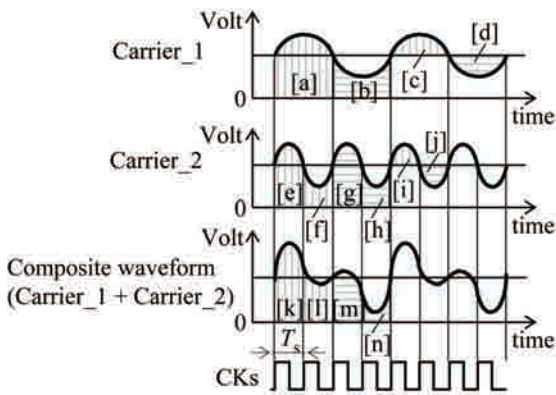 Volt
Carrier_1
[d]
[a]
[b]
[c]
0
time
Volt
Carrier_2
[j]
[e]
[g]
[i]
[f]
[h]
0
time
Volt
Composite waveform
(Carrier_1 + Carrier_2)
[k]
[l]
[m]
[n]
0
time
Ts
CKs